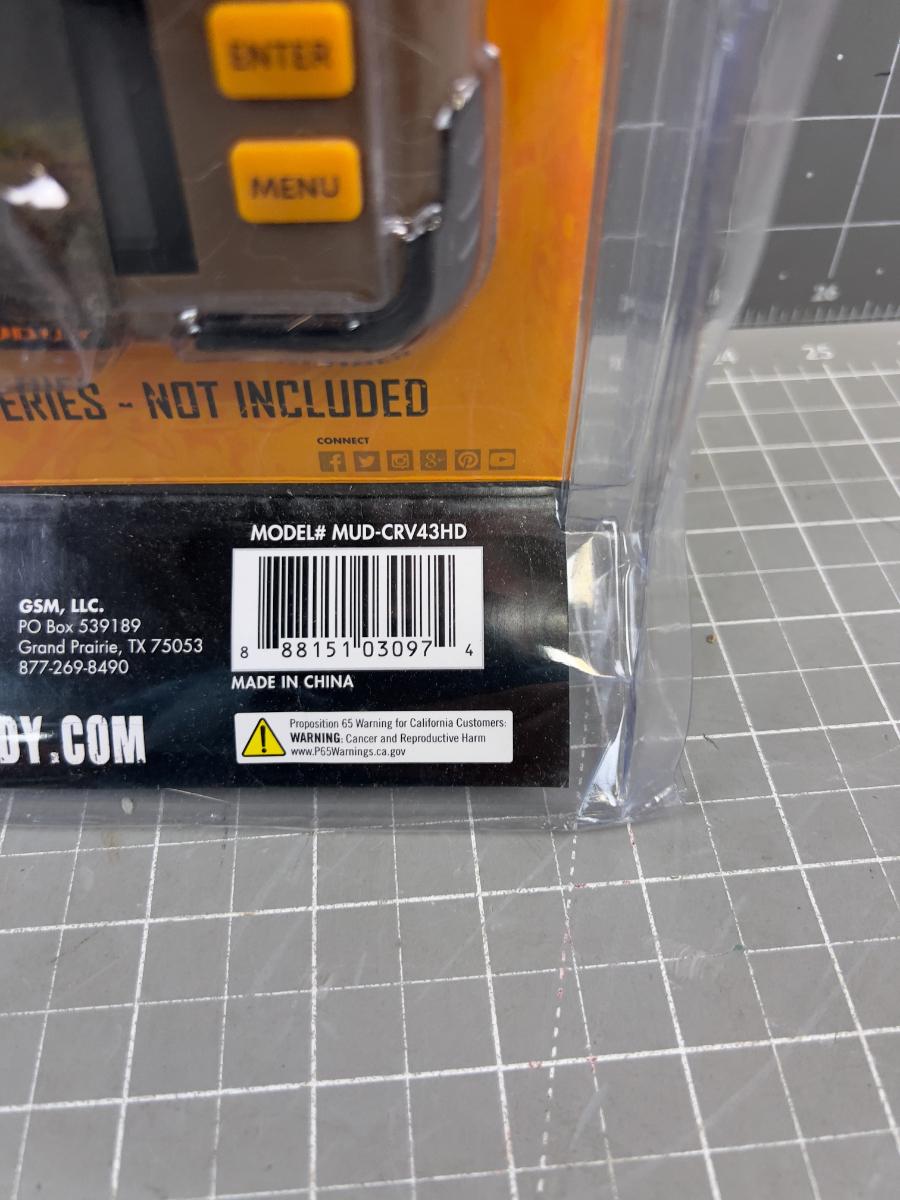 ENTER
MENU
ERIES - NOT INCLUDED
CONNECT
MODEL# MUD-CRV43HD
GSM, LLC.
PO Box 539189
Grand Prairie, TX 75053
877-269-8490
8 88151 03097 4
MADE IN CHINA
DY.COM
Proposition 65 Warning for California Customers:
WARNING: Cancer and Reproductive Harm
www.P65Warnings.ca.gov
24 25
26